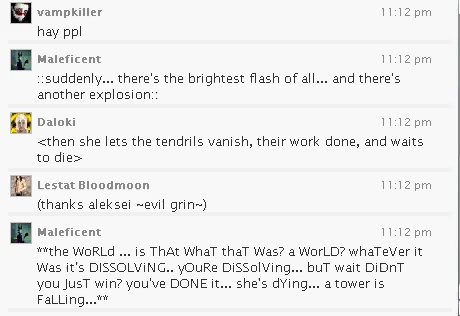 vampkiller 11:12 pm
hay ppl
Maleficent 11:12 pm
::suddenly... there's the brightest flash of all... and there's
another explosion::
Daloki 11:12 pm
<then she lets the tendrils vanish, their work done, and waits
to die>
Lestat Bloodmoon 11:12 pm
(thanks aleksei ~evil grin~)
Maleficent 11:12 pm
**the WoRLd ... is ThAt WhaT thaT Was? a WorLD? whaTeVer it
Was it's DISSOLViNG.. yOuRe DiSsolVing... buT wait DiDnT
you JusT win? you've DONE iT... she's dYing... a tower is
FaLLing...**